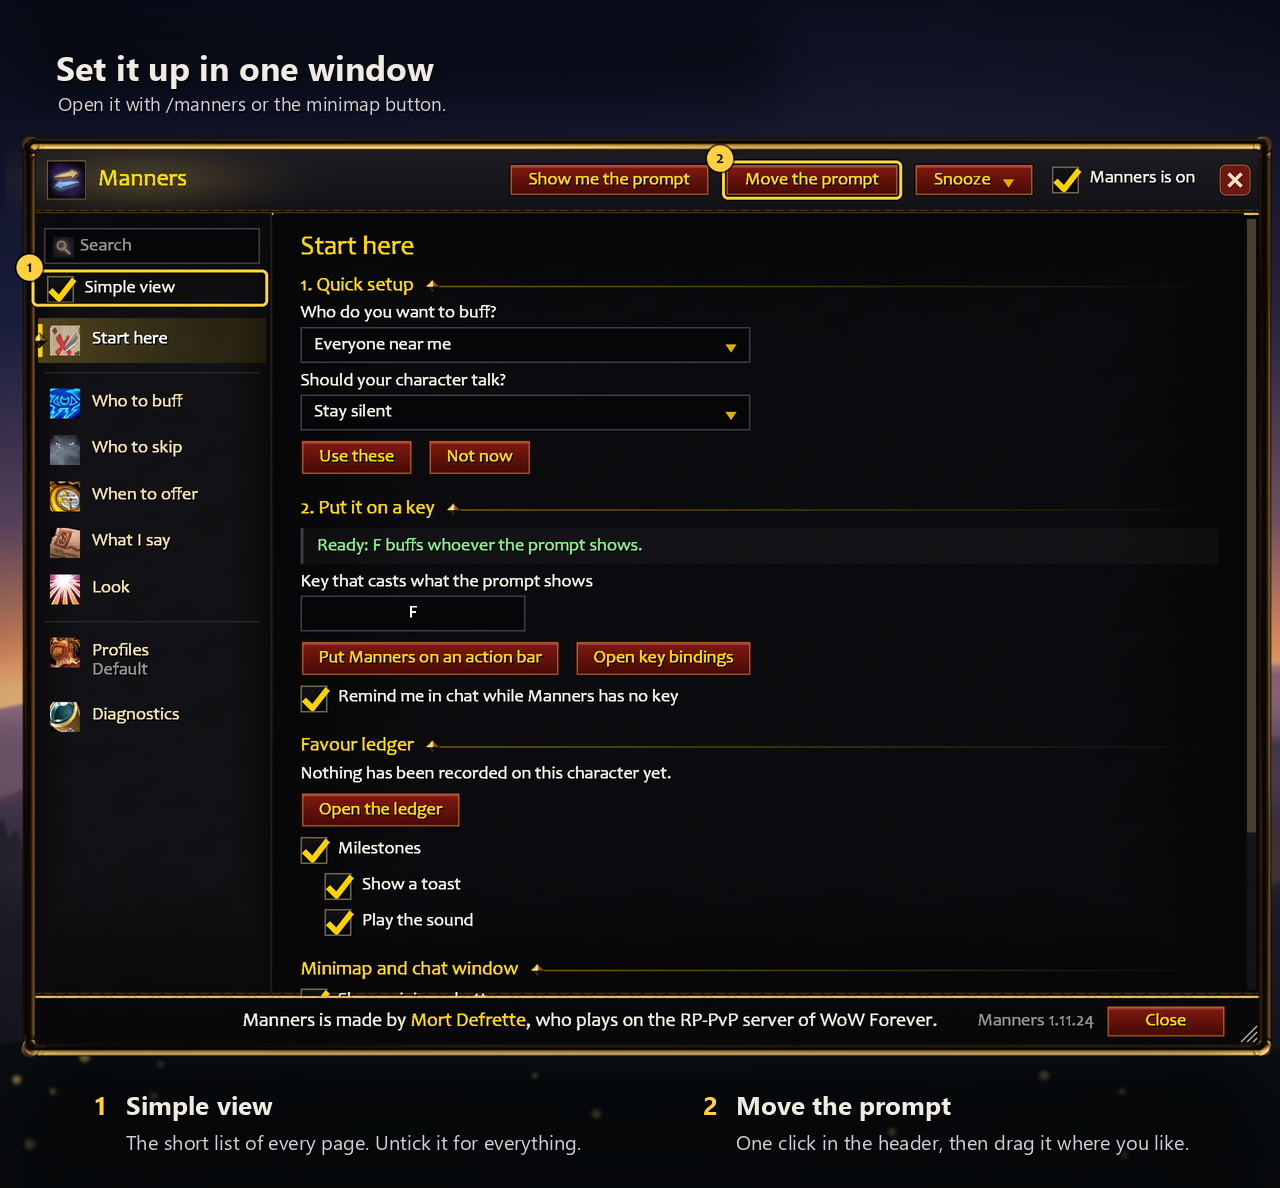 Set it up in one window
Open it with /manners or the minimap button.
Manners
Show me the prompt
2
Move the prompt
Snooze
Manners is on
Search
1
Simple view
Start here
Who to buff
Who to skip
When to offer
What I say
Look
Profiles
Default
Diagnostics
Start here
1. Quick setup
Who do you want to buff?
Everyone near me
Should your character talk?
Stay silent
Use these
Not now
2. Put it on a key
Ready: F buffs whoever the prompt shows.
Key that casts what the prompt shows
F
Put Manners on an action bar
Open key bindings
Remind me in chat while Manners has no key
Favour ledger
Nothing has been recorded on this character yet.
Open the ledger
Milestones
Show a toast
Play the sound
Minimap and chat window
Manners is made by Mort Defrette, who plays on the RP-PvP server of WoW Forever.
Manners 1.11.24
Close
1 Simple view
The short list of every page. Untick it for everything.
2 Move the prompt
One click in the header, then drag it where you like.